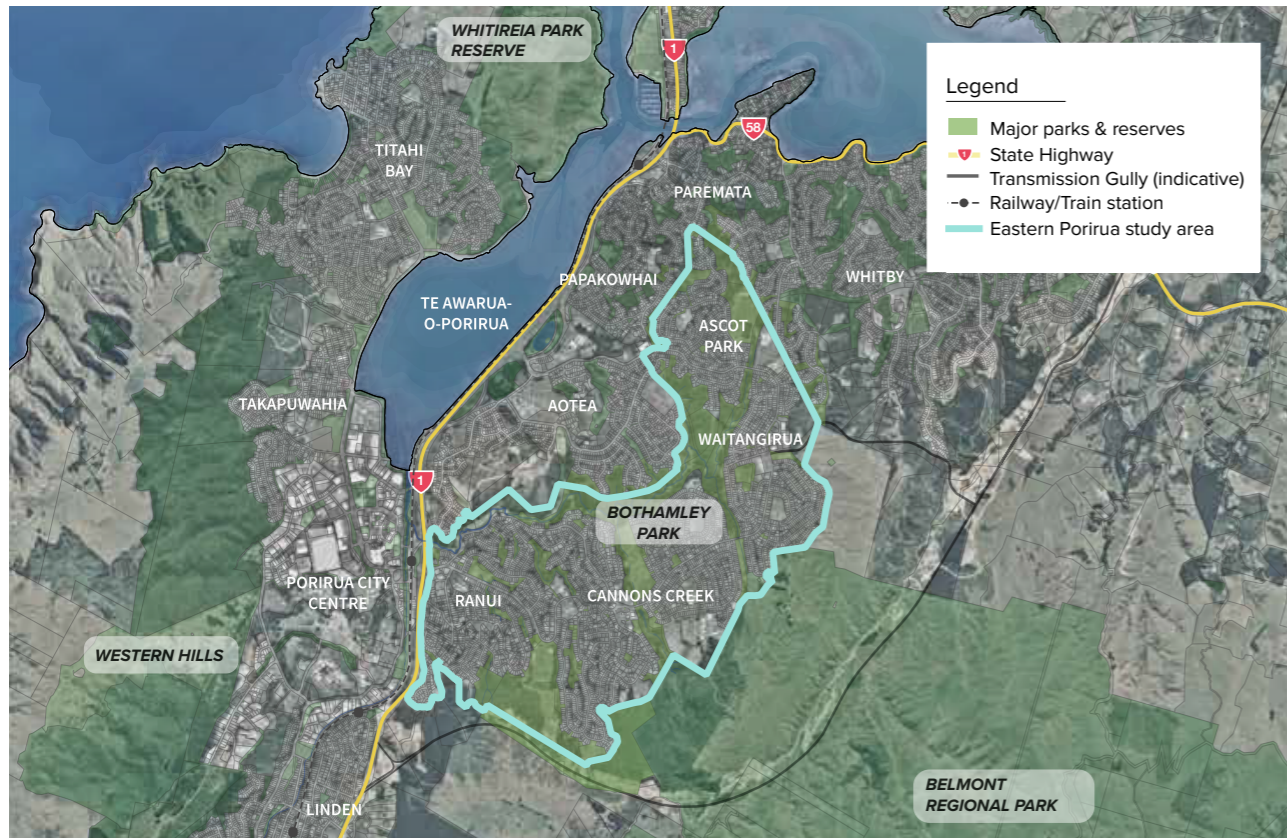 WHITIREIA PARK
RESERVE
1
58
Legend
Major parks & reserves
1
State Highway
Transmission Gully (indicative)
Railway/Train station
Eastern Porirua study area
TITAHI
BAY
PAREMATA
PAPAKOWHAI
WHITBY
TE AWARUA-
O-PORIRUA
ASCOT
PARK
TAKAPUWAHIA
AOTEA
WAITANGIRUA
1
BOTHAMLEY
PARK
PORIRUA CITY
CENTRE
RANUI
CANNONS CREEK
WESTERN HILLS
BELMONT
REGIONAL PARK
LINDEN